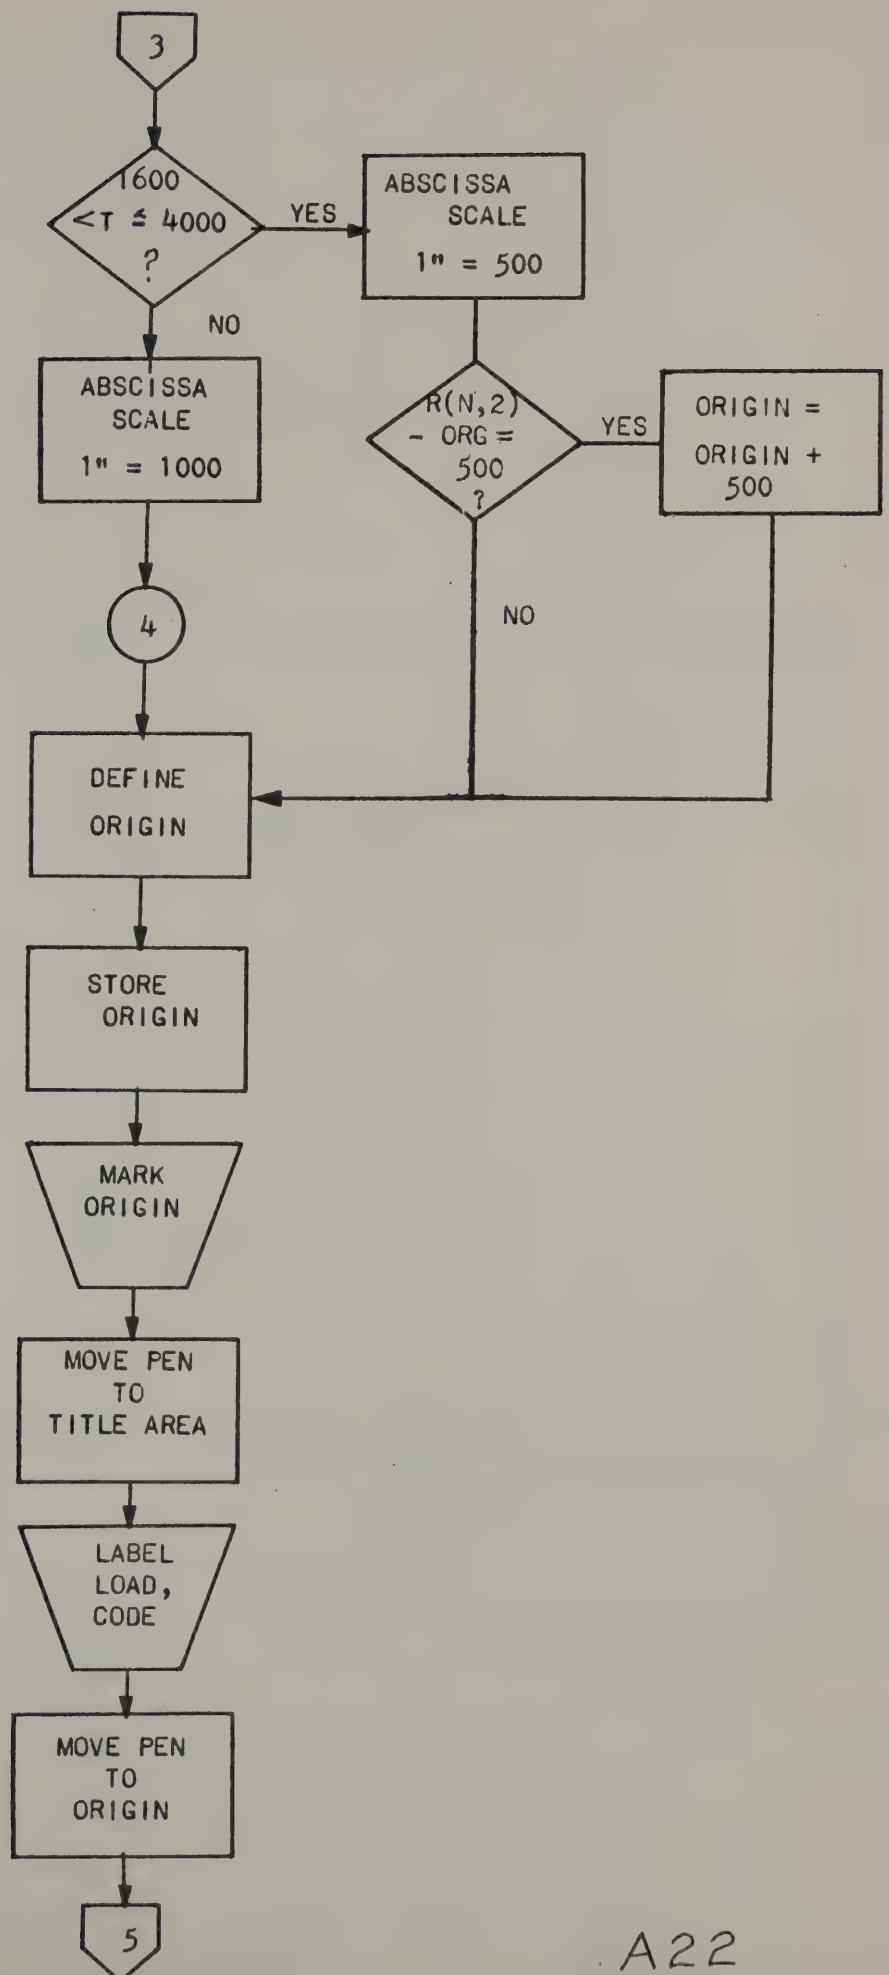 3
1600
<T ≤ 4000
?
YES
NO
ABSCISSA
SCALE
1" = 500
ABSCISSA
SCALE
1" = 1000
R(N,2)
- ORG =
500
?
YES
NO
ORIGIN =
ORIGIN +
500
4
DEFINE
ORIGIN
STORE
ORIGIN
MARK
ORIGIN
MOVE PEN
TO
TITLE AREA
LABEL
LOAD,
CODE
MOVE PEN
TO
ORIGIN
5
A22